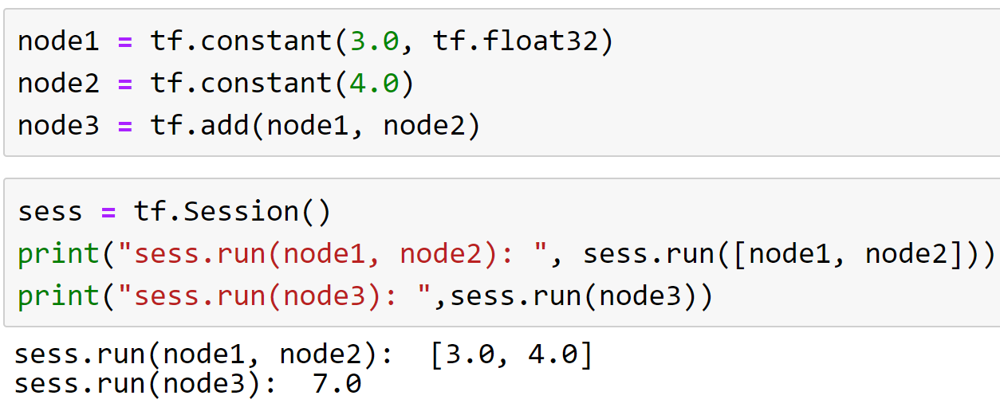 node1 = tf.constant(3.0, tf.float32)
node2 = tf.constant(4.0)
node3 = tf.add(node1, node2)
sess = tf.Session()
print("sess.run(node1, node2): ", sess.run([node1, node2]))
print("sess.run(node3): ",sess.run(node3))
sess.run(node1, node2):  [3.0, 4.0]
sess.run(node3):  7.0